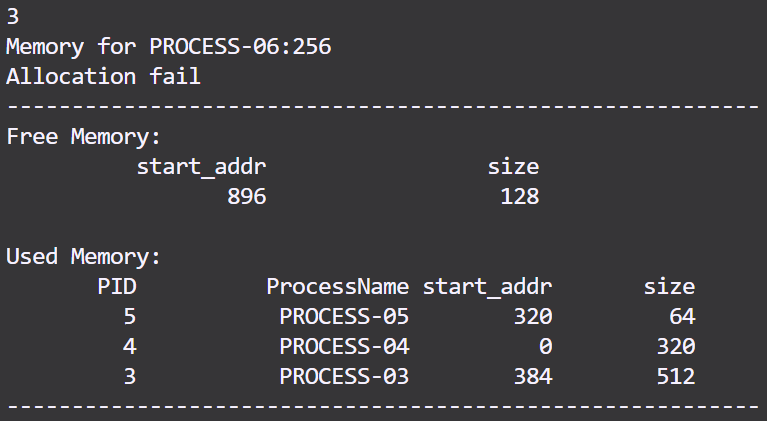 3
Memory for PROCESS-06:256
Allocation fail
----------------------------------------------------------
Free Memory:
start_addr size
896 128
Used Memory:
PID ProcessName start_addr size
5 PROCESS-05 320 64
4 PROCESS-04 0 320
3 PROCESS-03 384 512
----------------------------------------------------------